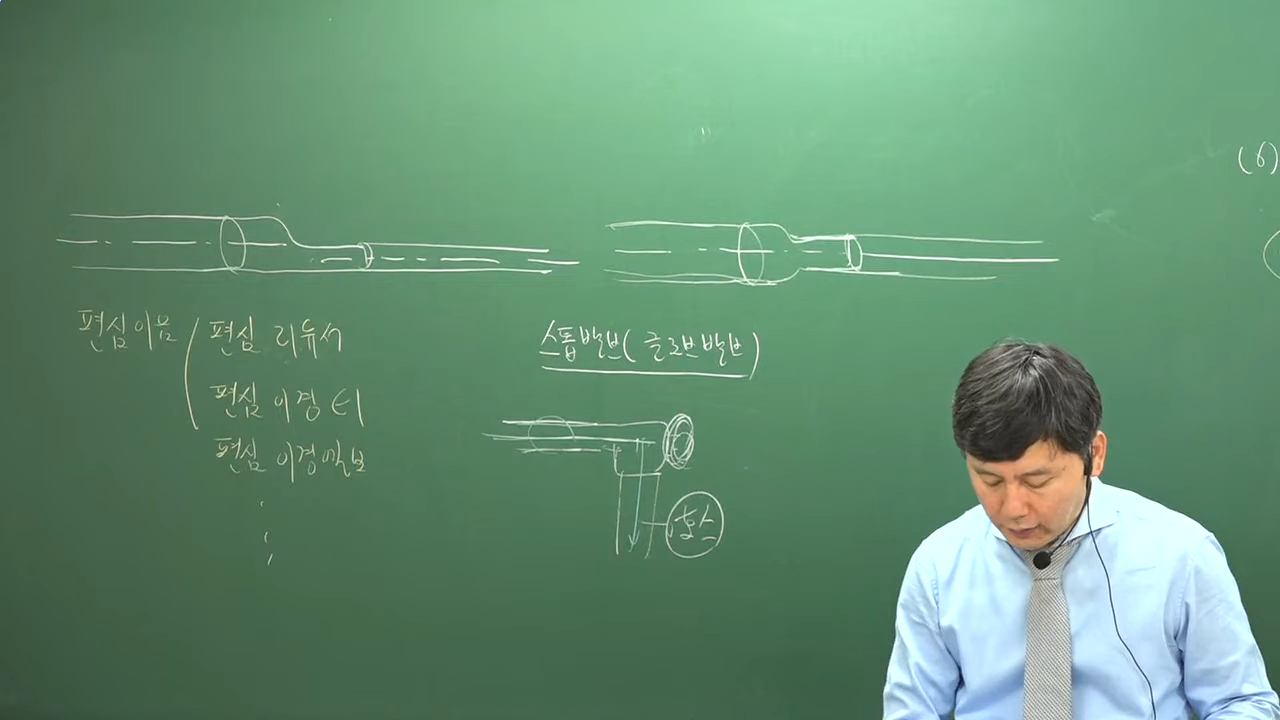 (6)
편심이음
편심 리듀서
편심 이경 티
편심 이경엘보
스톱밸브(글로브밸브)
호스